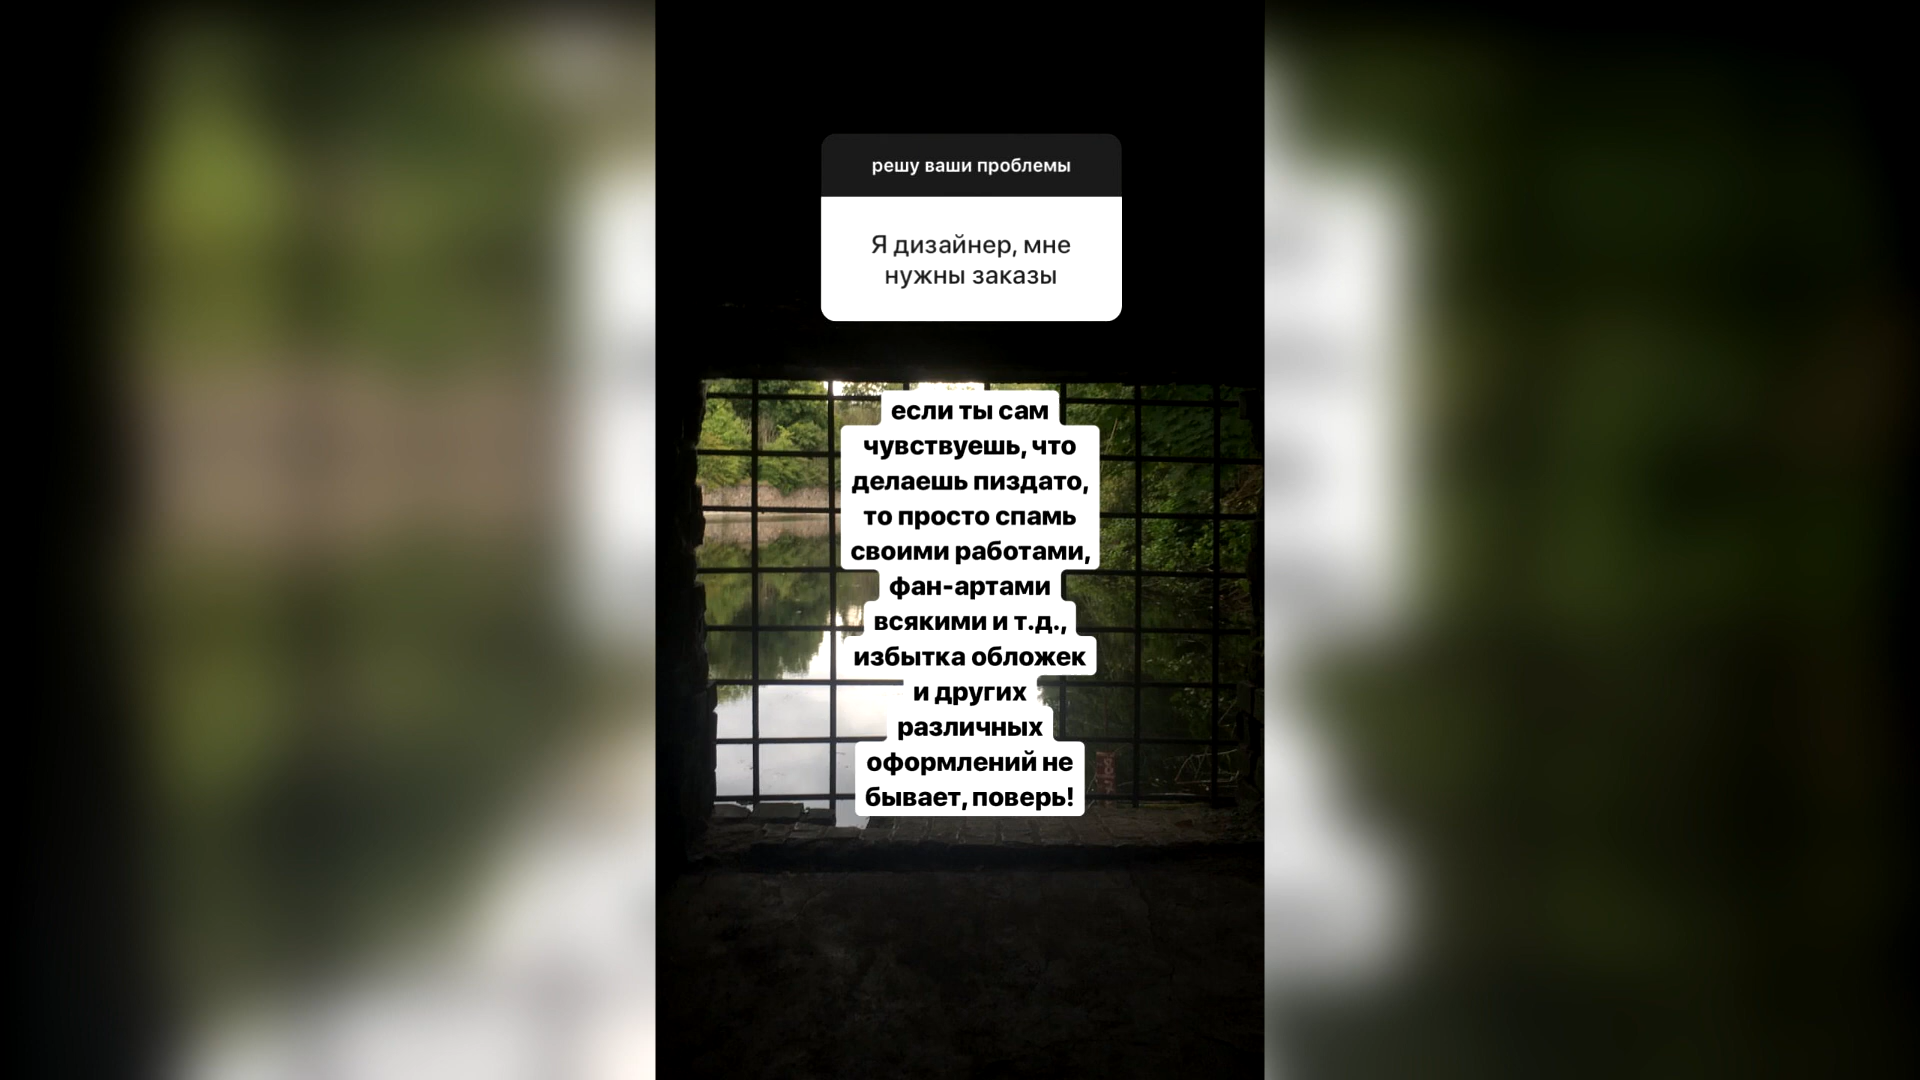 решу ваши проблемы
Я дизайнер, мне
нужны заказы
если ты сам
чувствуешь, что
делаешь пиздато,
то просто спамь
своими работами,
фан-артами
всякими и т.д.,
избытка обложек
и других
различных
оформлений не
бывает, поверь!